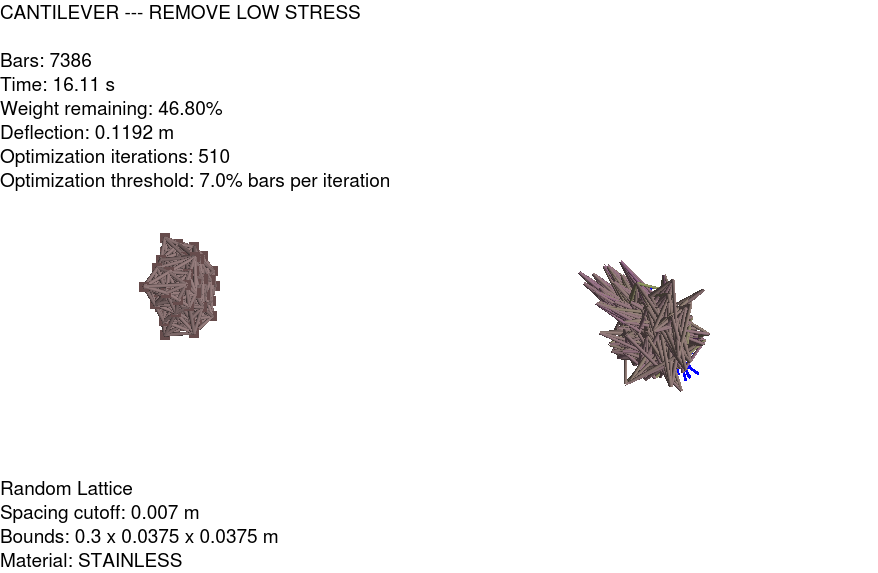 CANTILEVER --- REMOVE LOW STRESS
Bars: 7386
Time: 16.11 s
Weight remaining: 46.80%
Deflection: 0.1192 m
Optimization iterations: 510
Optimization threshold: 7.0% bars per iteration
Random Lattice
Spacing cutoff: 0.007 m
Bounds: 0.3 x 0.0375 x 0.0375 m
Material: STAINLESS